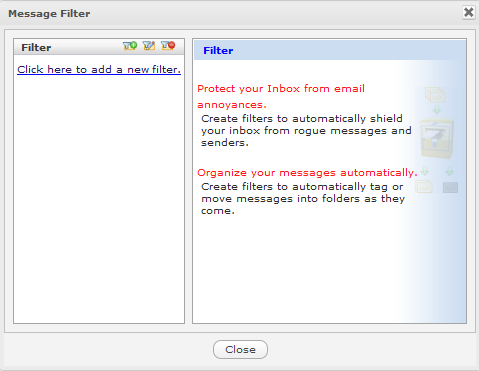 Message Filter
Filter
Click here to add a new filter.
Filter
Protect your Inbox from email
annoyances.
Create filters to automatically shield
your inbox from rogue messages and
senders.
Organize your messages automatically.
Create filters to automatically tag or
move messages into folders as they
come.
Close